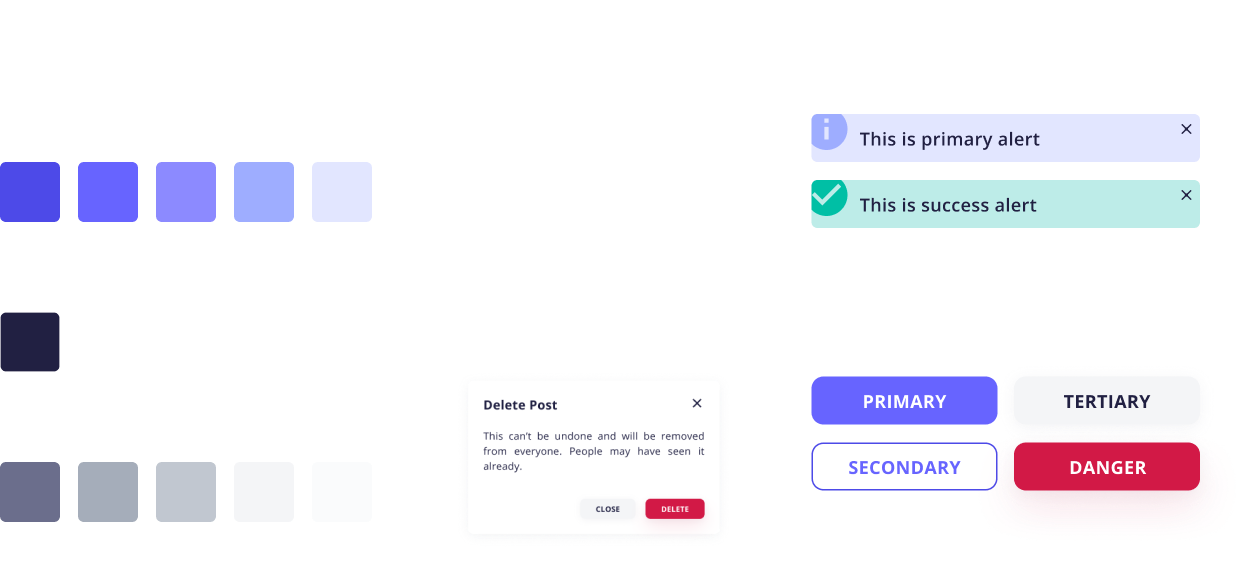 This is primary alert
This is success alert
PRIMARY
TERTIARY
Delete Post
This can't be undone and will be removed
from everyone. People may have seen it
already.
SECONDARY
DANGER
CLOSE
DELETE